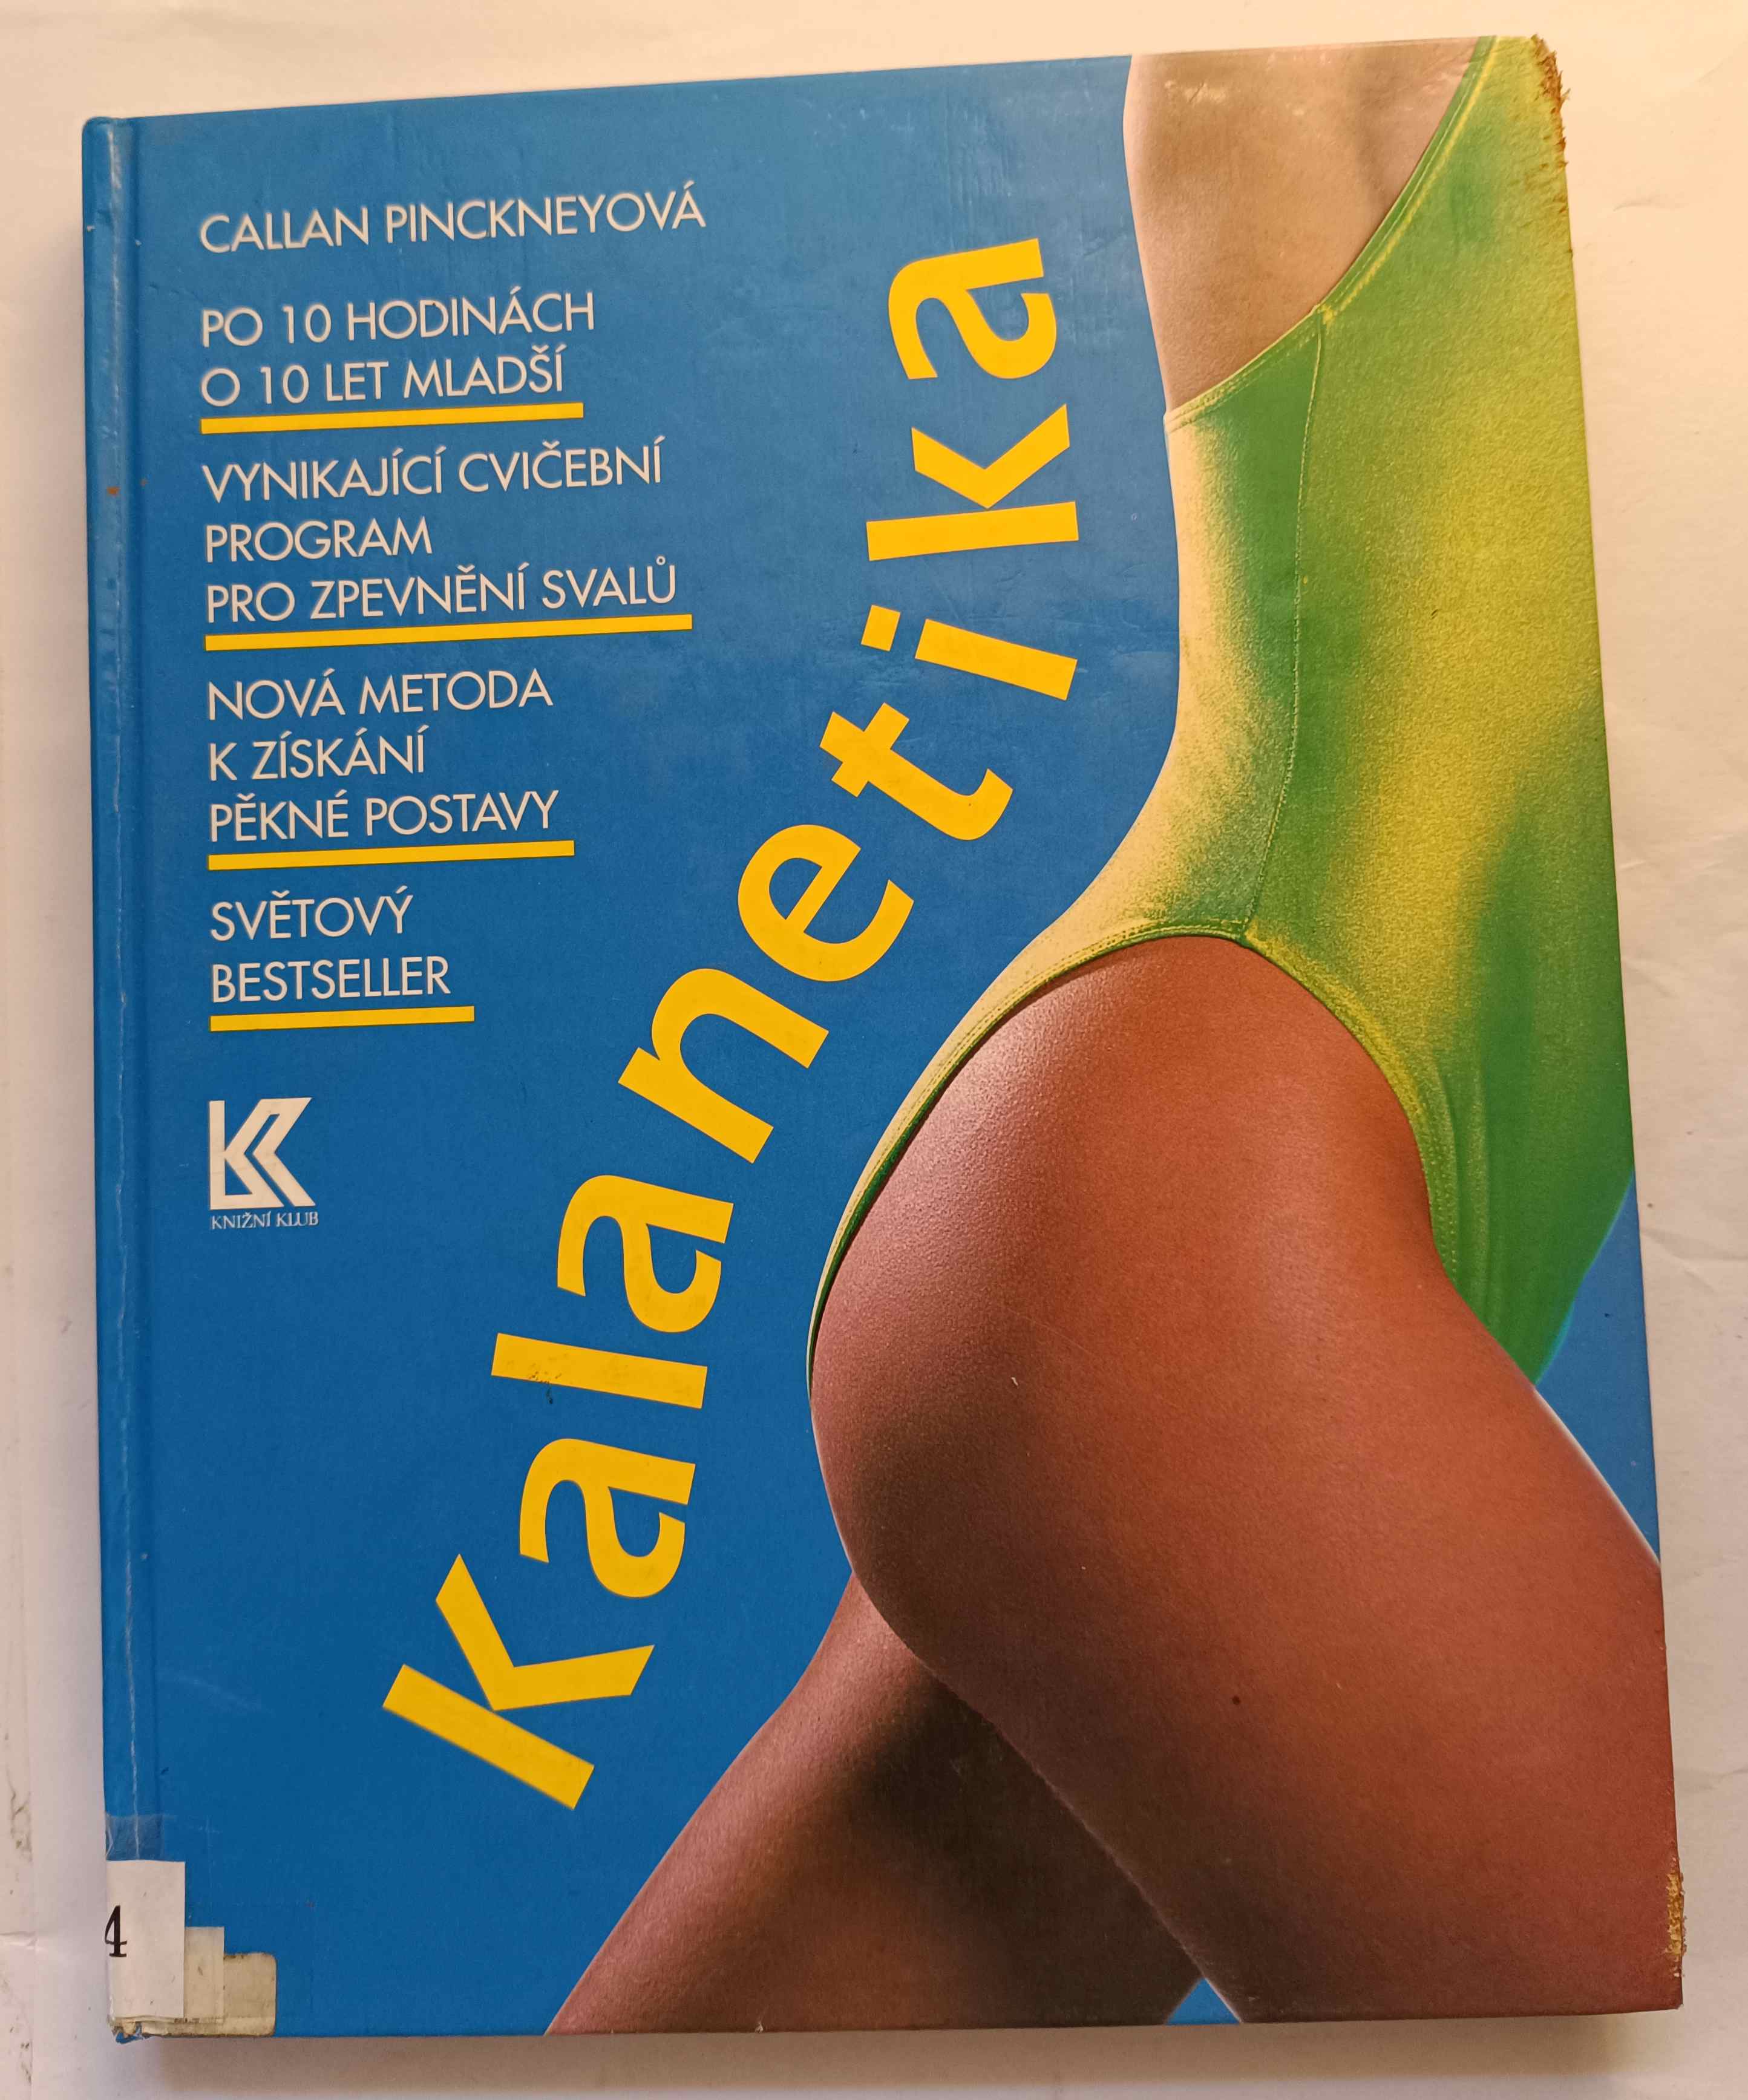 CALLAN PINCKNEYOVÁ
PO 10 HODINÁCH
O 10 LET MLADŠÍ
VYNIKAJÍCÍ CVIČEBNÍ
PROGRAM
PRO ZPEVNĚNÍ SVALŮ
NOVÁ METODA
K ZÍSKÁNÍ
PĚKNÉ POSTAVY
SVĚTOVÝ
BESTSELLER
KK
KNIŽNÍ KLUB
Kalanetika
4